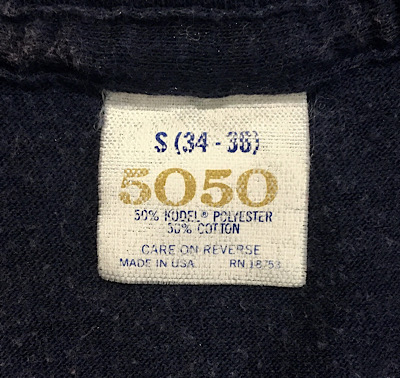 S (34 - 36)
5050
50% KODEL® POLYESTER
50% COTTON
CARE ON REVERSE
MADE IN USA RN 18753